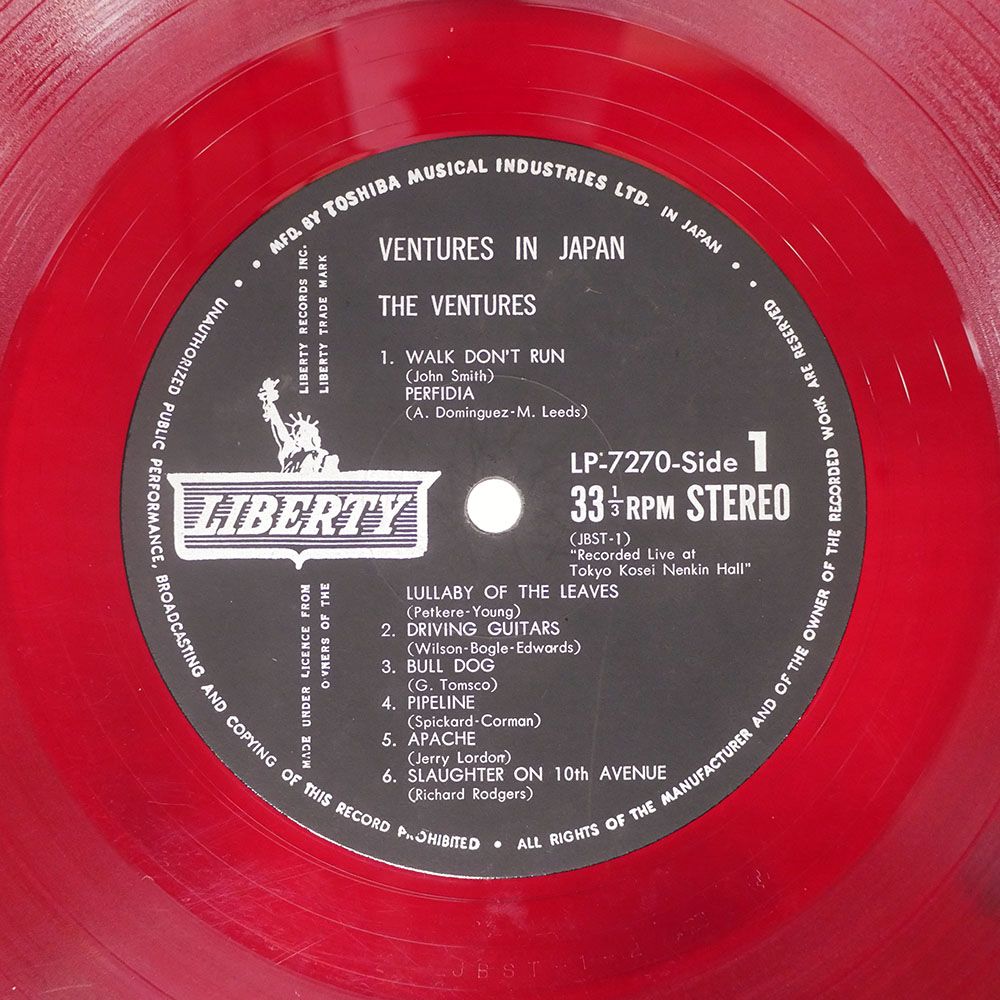 MFD. BY TOSHIBA MUSICAL INDUSTRIES LTD. IN JAPAN
VENTURES IN JAPAN
THE VENTURES
LIBERTY RECORDS INC.
LIBERTY TRADE MARK
1. WALK DON'T RUN
(John Smith)
PERFIDIA
(A. Dominguez-M. Leeds)
LIBERTY
LP-7270-Side 1
33 1/3 RPM STEREO
(JBST-1)
"Recorded Live at
Tokyo Kosei Nenkin Hall"
LULLABY OF THE LEAVES
(Petkere-Young)
2. DRIVING GUITARS
(Wilson-Bogle-Edwards)
3. BULL DOG
(G. Tomsco)
4. PIPELINE
(Spickard-Corman)
5. APACHE
(Jerry Lordon)
6. SLAUGHTER ON 10th AVENUE
(Richard Rodgers)
MADE UNDER LICENCE FROM
OWNERS OF THE
UNAUTHORIZED PUBLIC PERFORMANCE, BROADCASTING AND COPYING OF THIS RECORD PROHIBITED • ALL RIGHTS OF THE MANUFACTURER AND OF THE OWNER OF THE RECORDED WORK ARE RESERVED
JBST-1 2